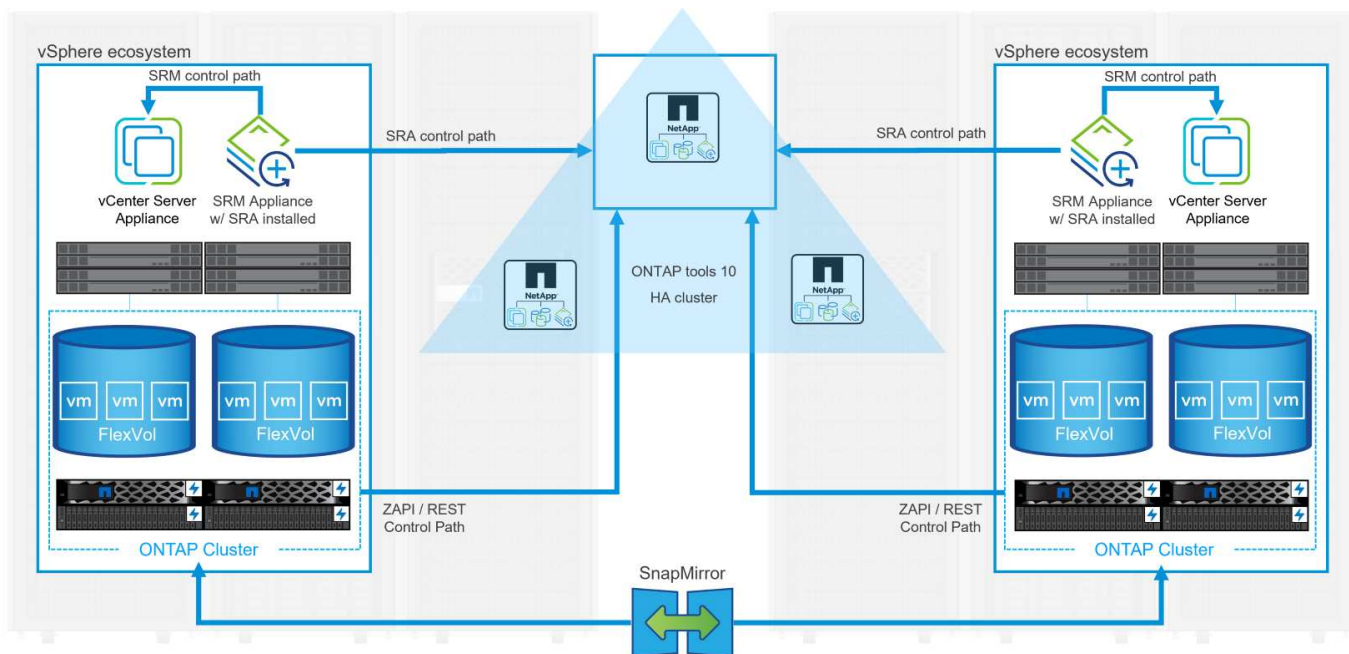 vSphere ecosystem
SRM control path
vCenter Server
Appliance
SRM Appliance
w/ SRA installed
SRA control path
vm vm vm
FlexVol
vm vm vm
FlexVol
ONTAP Cluster
ZAPI / REST
Control Path
NetApp
NetApp
ONTAP tools 10
HA cluster
NetApp
SnapMirror
vSphere ecosystem
SRM control path
SRA control path
SRM Appliance
w/ SRA installed
vCenter Server
Appliance
vm vm vm
FlexVol
vm vm vm
FlexVol
ZAPI / REST
Control Path
ONTAP Cluster